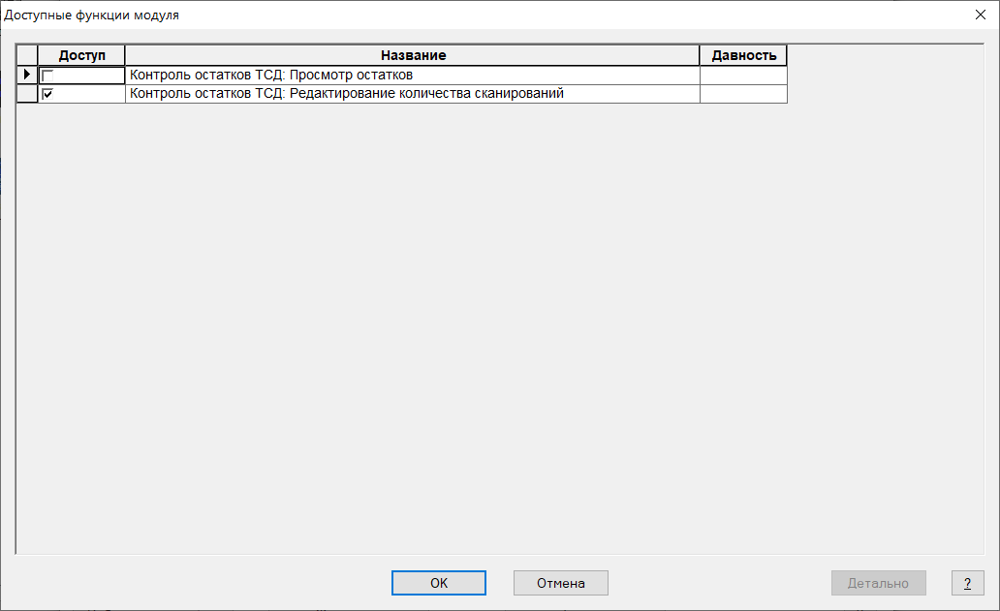 Доступные функции модуля
Доступ Название Давность
Контроль остатков ТСД: Просмотр остатков
Контроль остатков ТСД: Редактирование количества сканирований
OK Отмена Детально ?